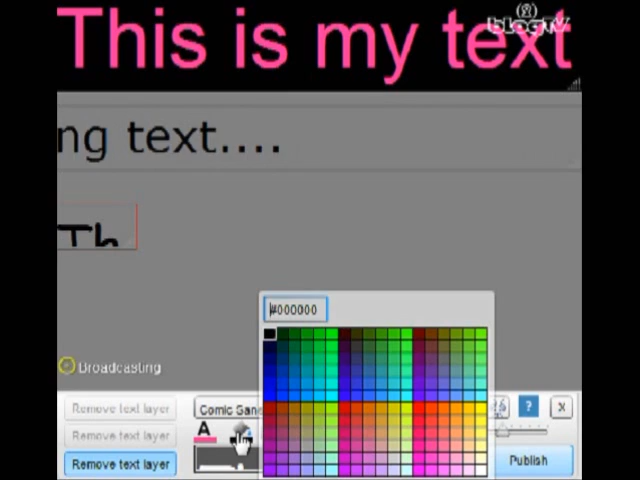 This is my text
blogTV
ng text....
Th
#000000
Broadcasting
Remove text layer
Comic San
A
?
x
Remove text layer
Remove text layer
Publish